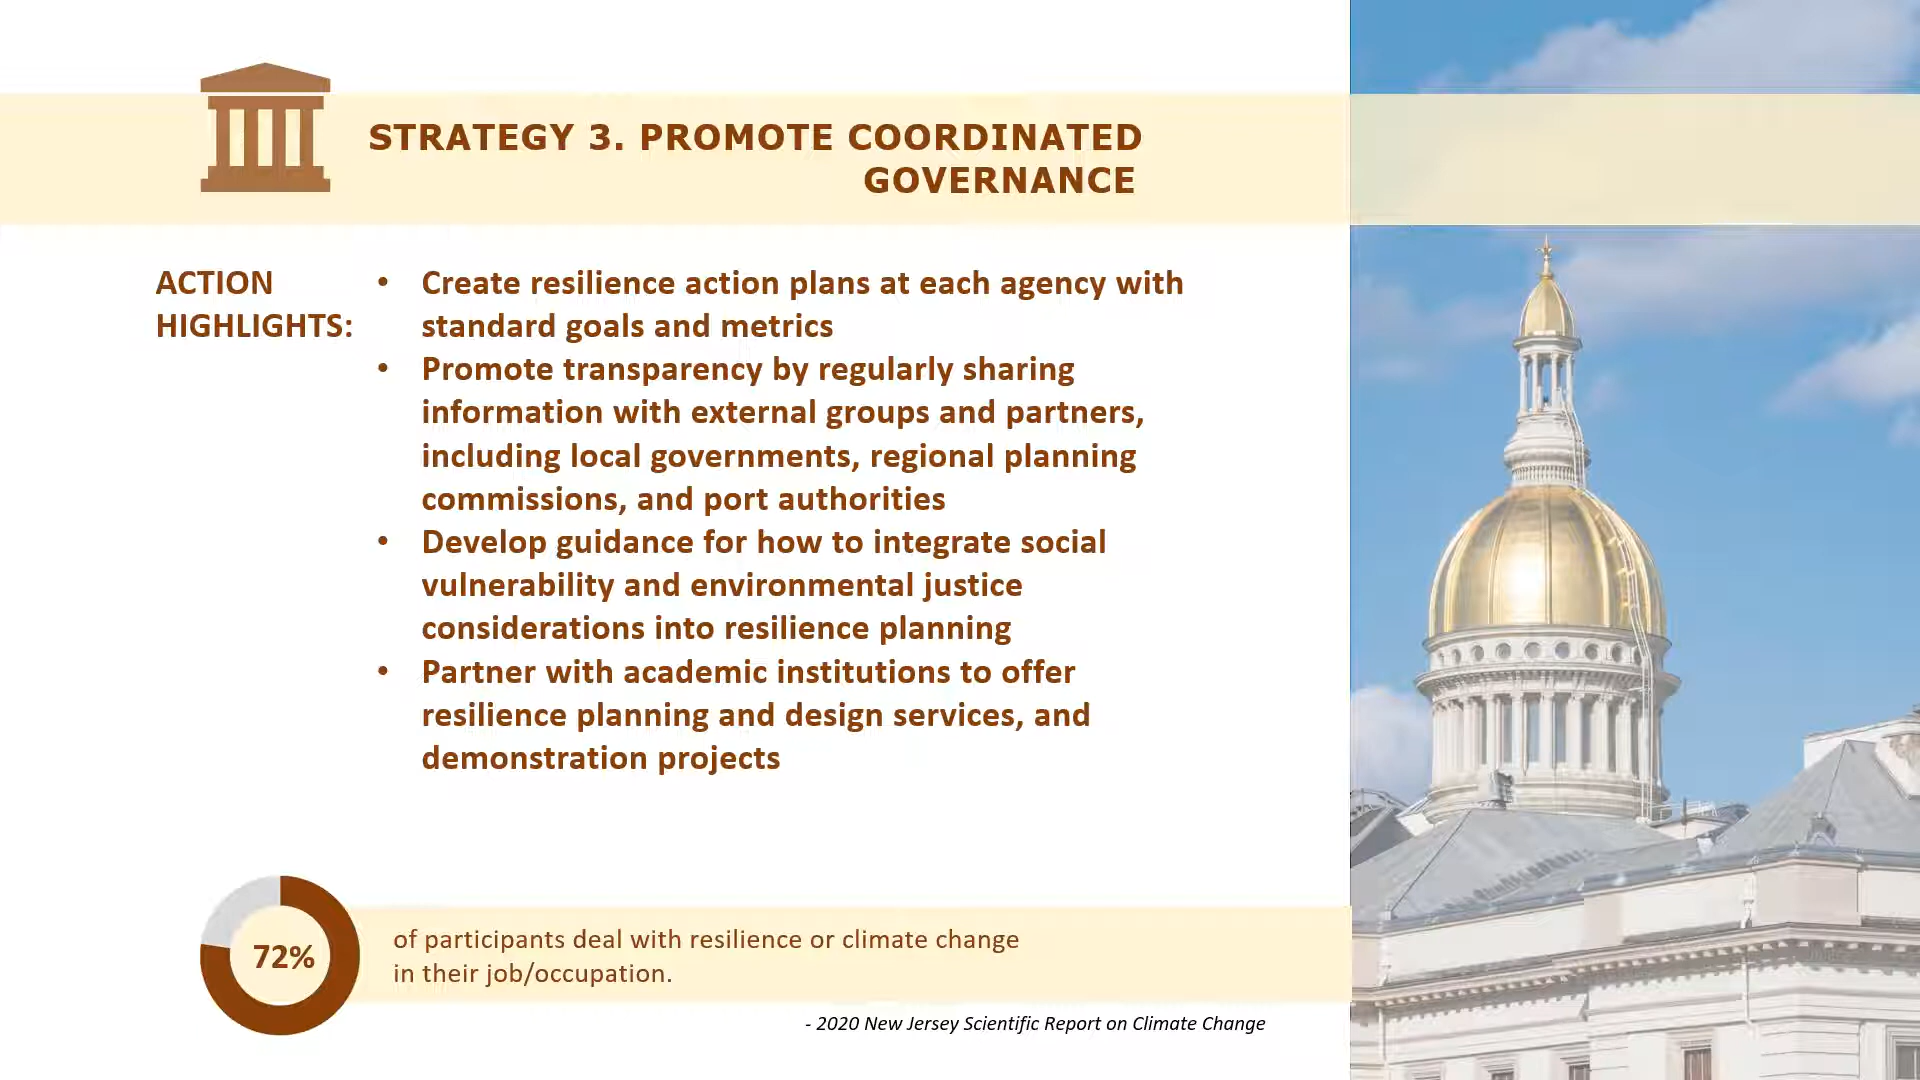 STRATEGY 3. PROMOTE COORDINATED
GOVERNANCE
ACTION
HIGHLIGHTS:
• Create resilience action plans at each agency with
standard goals and metrics
• Promote transparency by regularly sharing
information with external groups and partners,
including local governments, regional planning
commissions, and port authorities
• Develop guidance for how to integrate social
vulnerability and environmental justice
considerations into resilience planning
• Partner with academic institutions to offer
resilience planning and design services, and
demonstration projects
72%
of participants deal with resilience or climate change
in their job/occupation.
- 2020 New Jersey Scientific Report on Climate Change